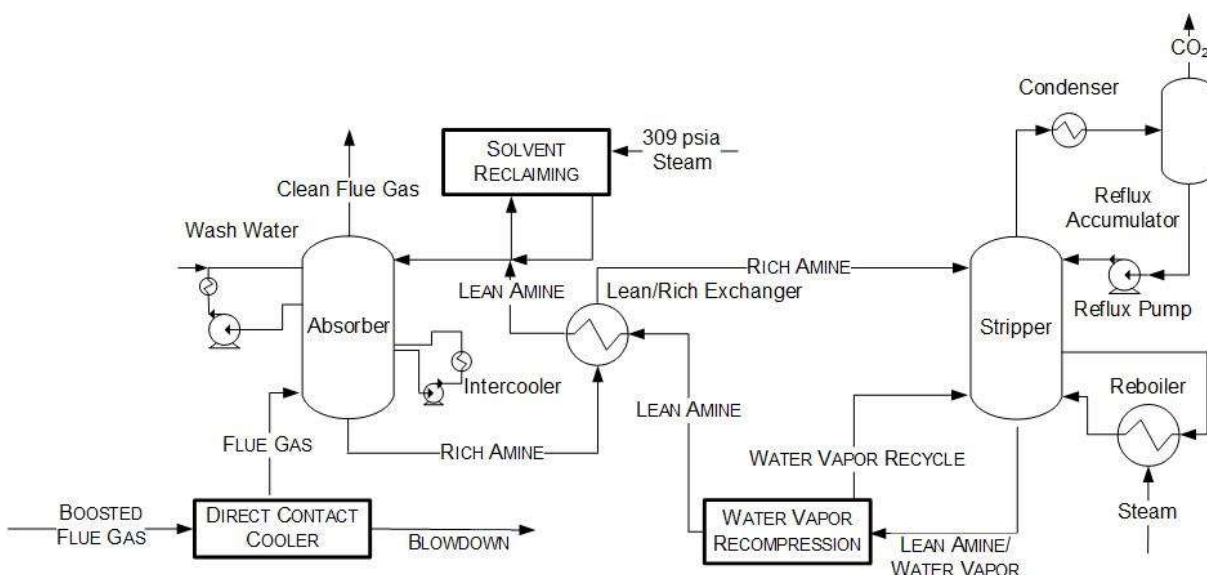 CO₂
Condenser
309 psia
Steam
SOLVENT
RECLAIMING
Clean Flue Gas
Reflux
Accumulator
Wash Water
RICH AMINE
LEAN AMINE
Lean/Rich Exchanger
Reflux Pump
Absorber
Stripper
Intercooler
Reboiler
LEAN AMINE
FLUE GAS
RICH AMINE
WATER VAPOR RECYCLE
BOOSTED
FLUE GAS
DIRECT CONTACT
COOLER
BLOWDOWN
WATER VAPOR
RECOMPRESSION
Steam
LEAN AMINE/
WATER VAPOR